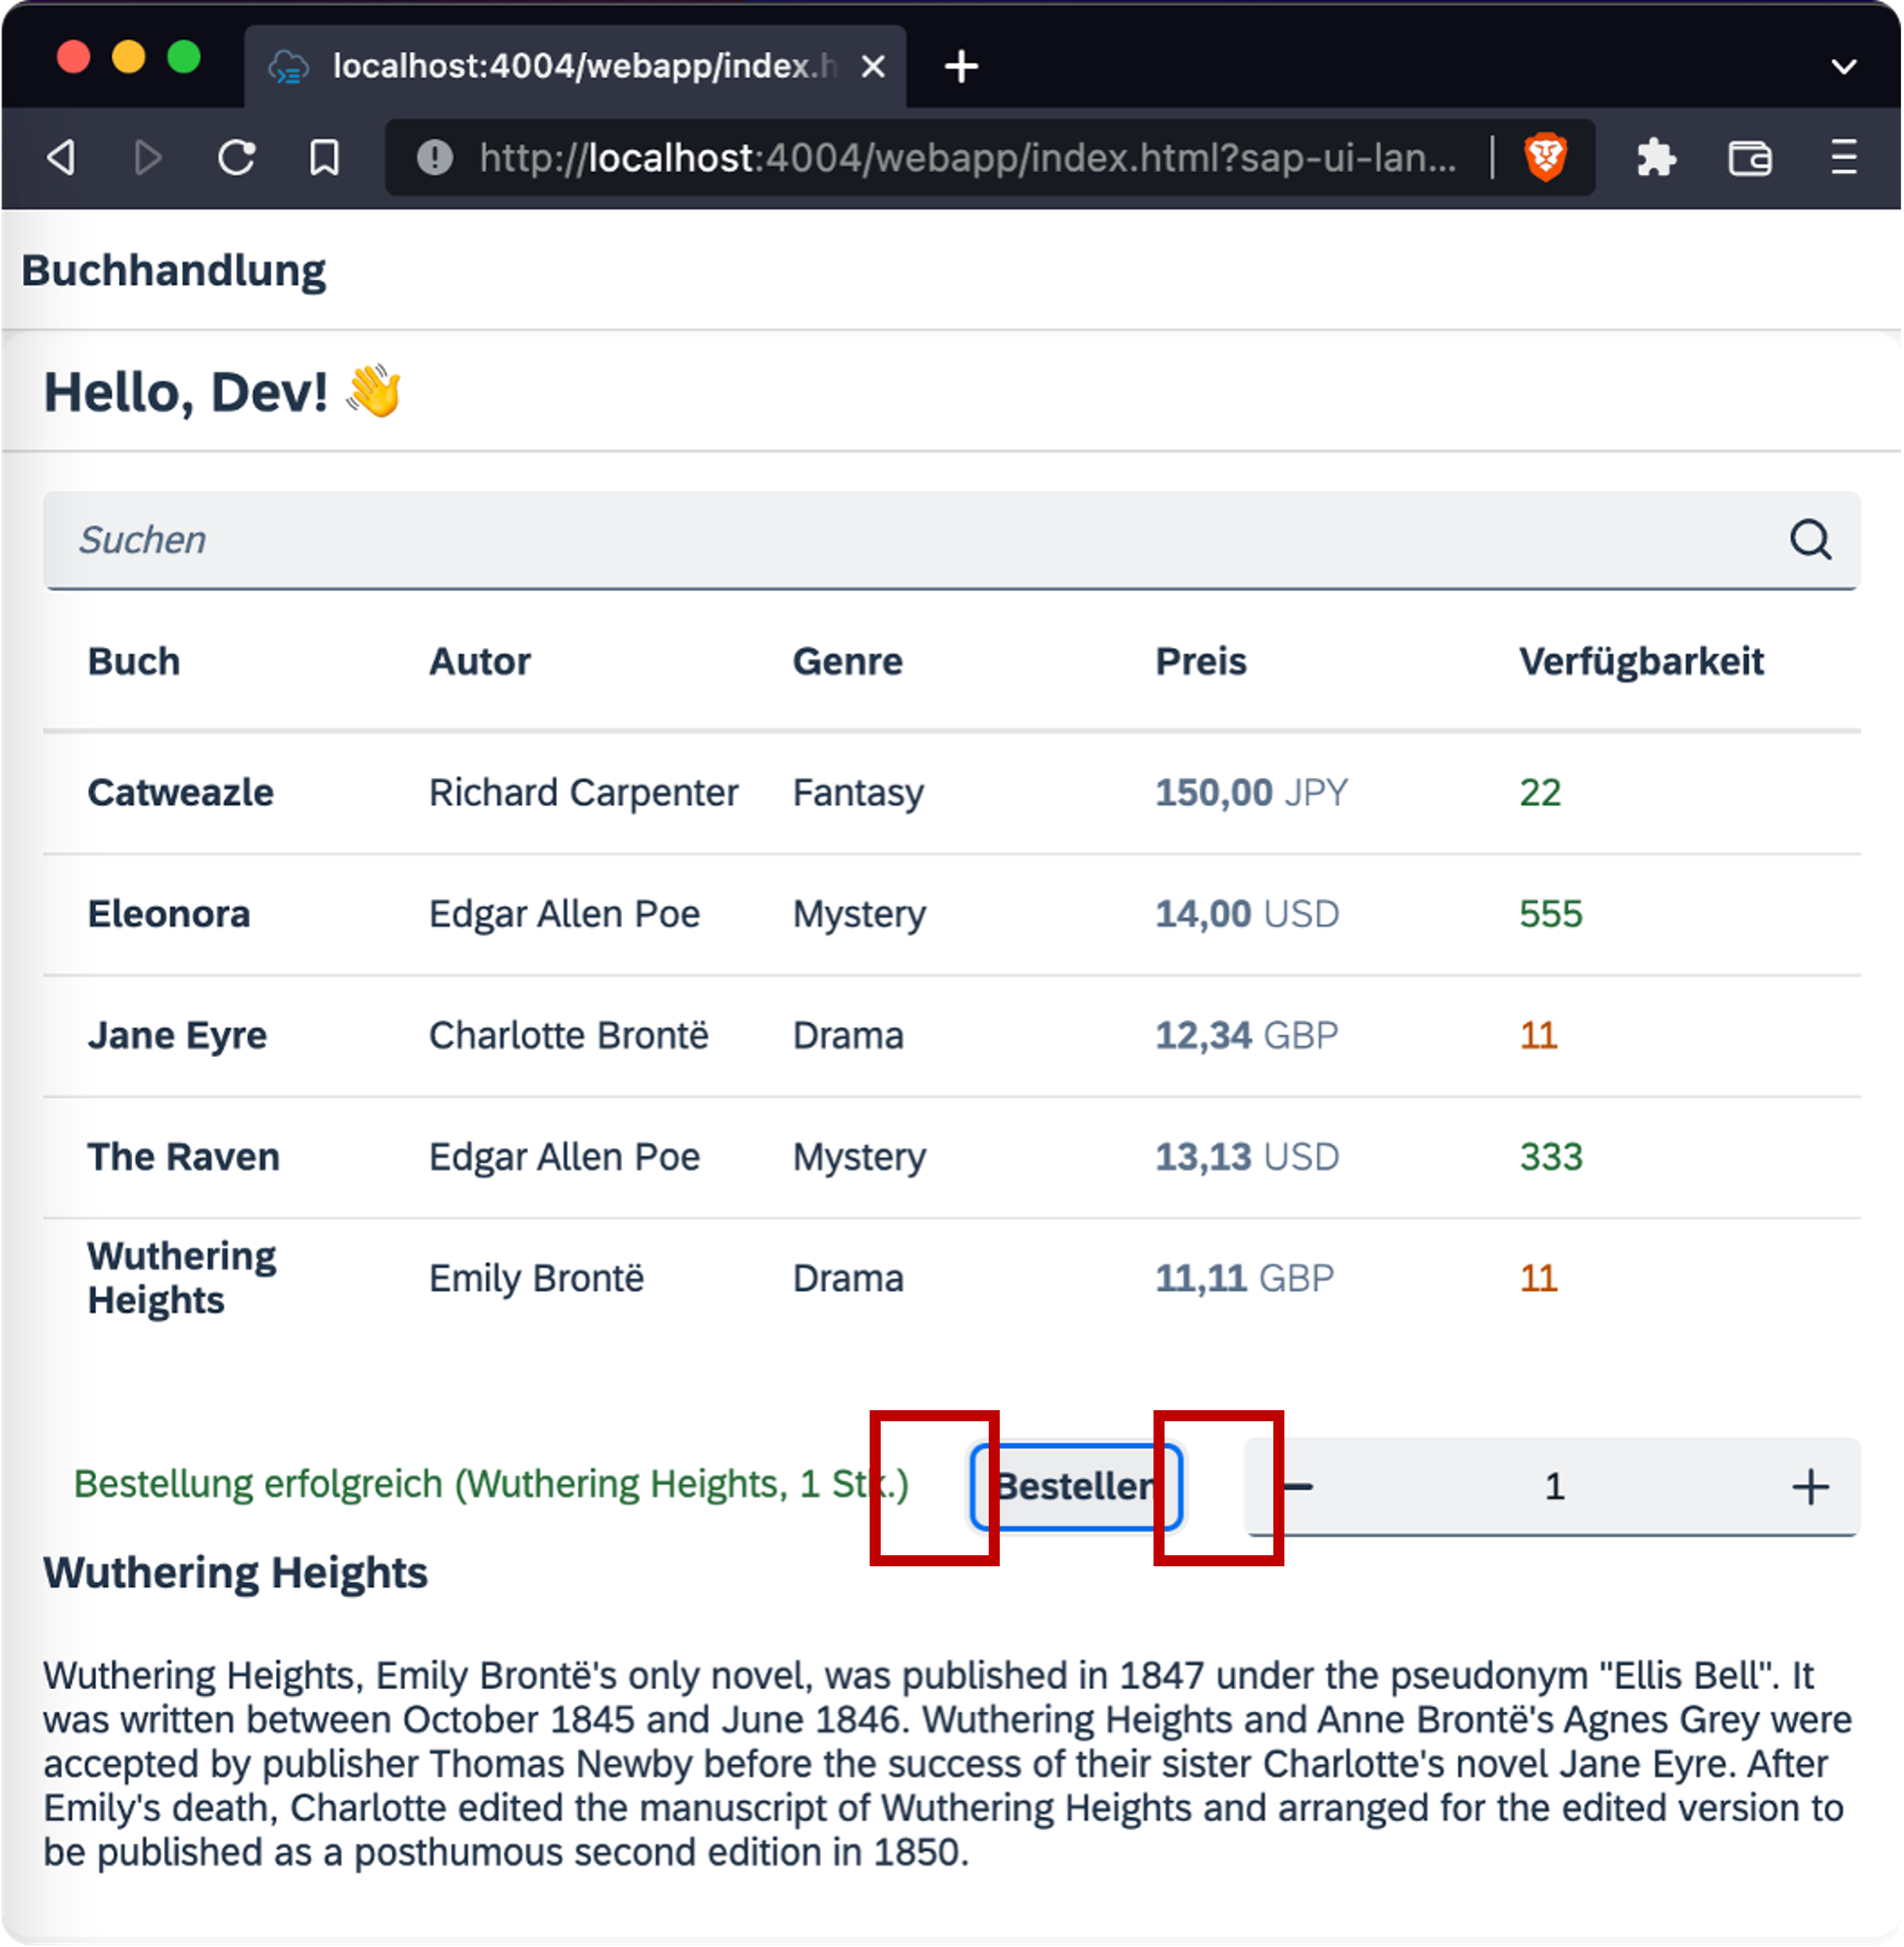 localhost:4004/webapp/index.h
http://localhost:4004/webapp/index.html?sap-ui-lan...
Buchhandlung
Hello, Dev! 👋
Suchen
Buch Autor Genre Preis Verfügbarkeit
Catweazle Richard Carpenter Fantasy 150,00 JPY 22
Eleonora Edgar Allen Poe Mystery 14,00 USD 555
Jane Eyre Charlotte Brontë Drama 12,34 GBP 11
The Raven Edgar Allen Poe Mystery 13,13 USD 333
Wuthering
Heights Emily Brontë Drama 11,11 GBP 11
Bestellung erfolgreich (Wuthering Heights, 1 Stk.) Bestellen − 1 +
Wuthering Heights
Wuthering Heights, Emily Brontë's only novel, was published in 1847 under the pseudonym "Ellis Bell". It
was written between October 1845 and June 1846. Wuthering Heights and Anne Brontë's Agnes Grey were
accepted by publisher Thomas Newby before the success of their sister Charlotte's novel Jane Eyre. After
Emily's death, Charlotte edited the manuscript of Wuthering Heights and arranged for the edited version to
be published as a posthumous second edition in 1850.